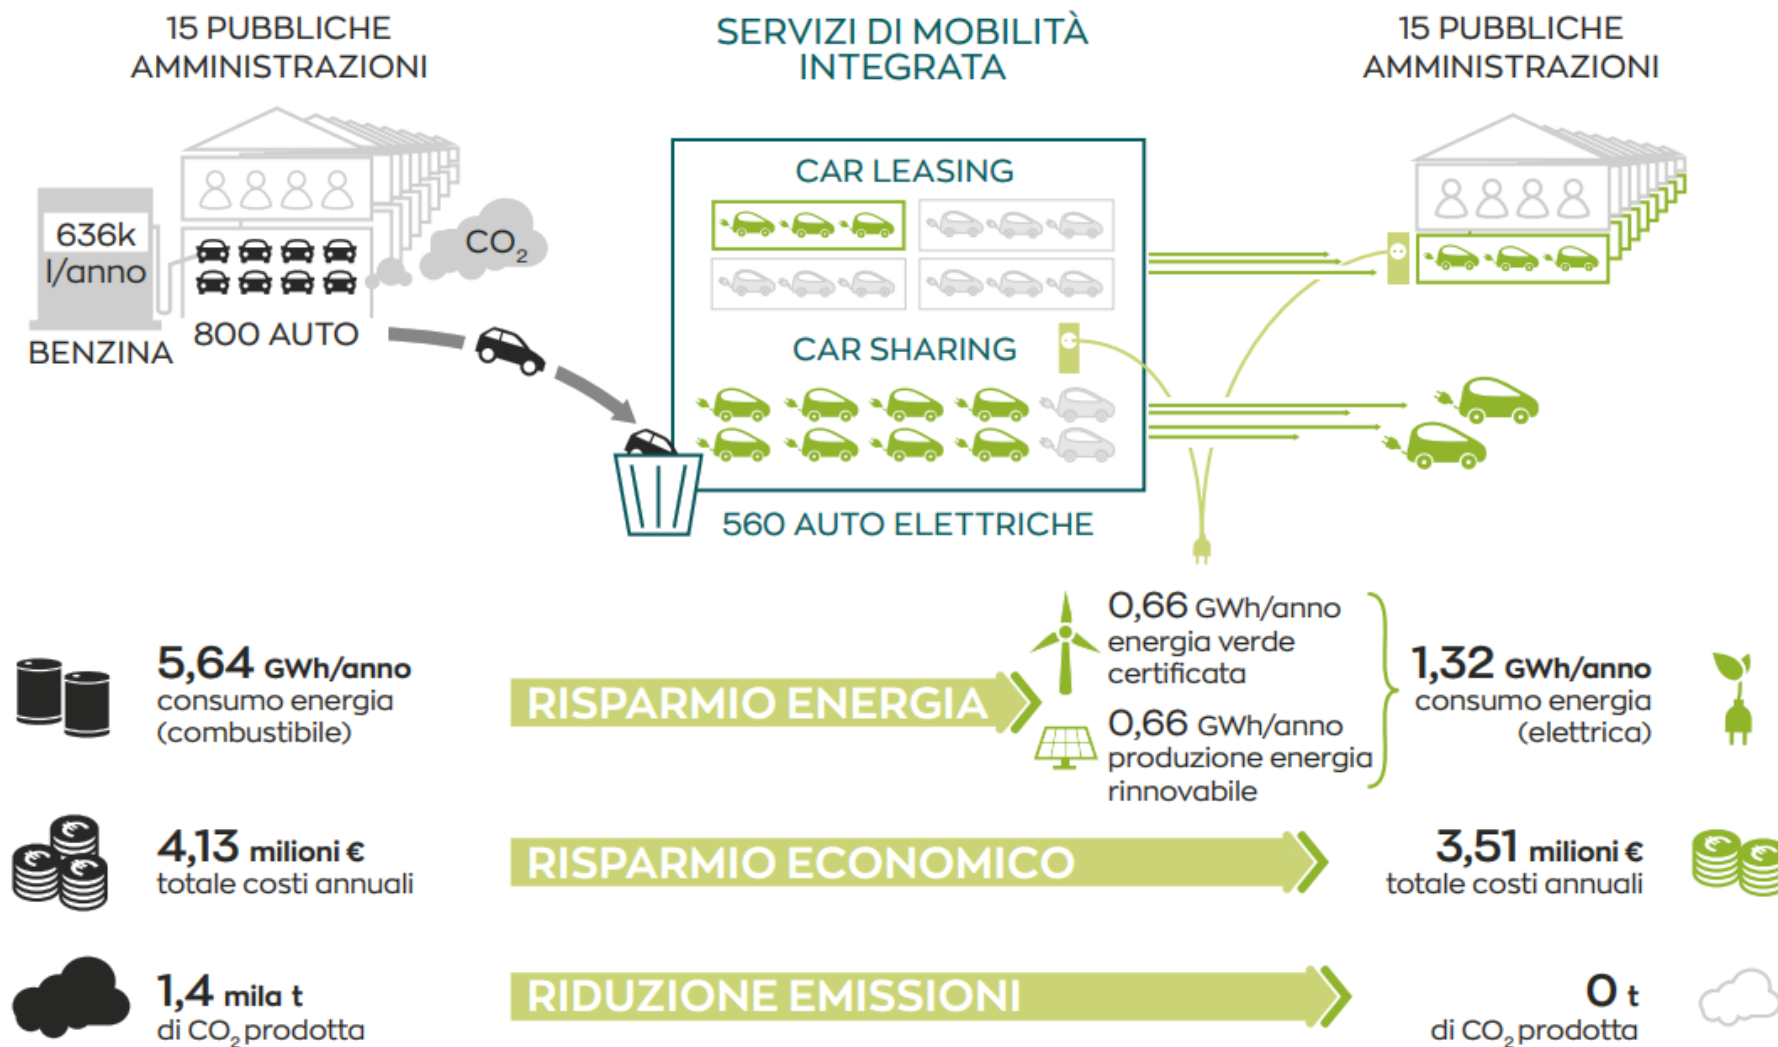 15 PUBBLICHE
AMMINISTRAZIONI
SERVIZI DI MOBILITÀ
INTEGRATA
15 PUBBLICHE
AMMINISTRAZIONI
636k
l/anno
BENZINA
800 AUTO
CO₂
CAR LEASING
CAR SHARING
560 AUTO ELETTRICHE
5,64 GWh/anno
consumo energia
(combustibile)
RISPARMIO ENERGIA
0,66 GWh/anno
energia verde
certificata
0,66 GWh/anno
produzione energia
rinnovabile
1,32 GWh/anno
consumo energia
(elettrica)
4,13 milioni €
totale costi annuali
RISPARMIO ECONOMICO
3,51 milioni €
totale costi annuali
1,4 mila t
di CO₂ prodotta
RIDUZIONE EMISSIONI
0 t
di CO₂ prodotta